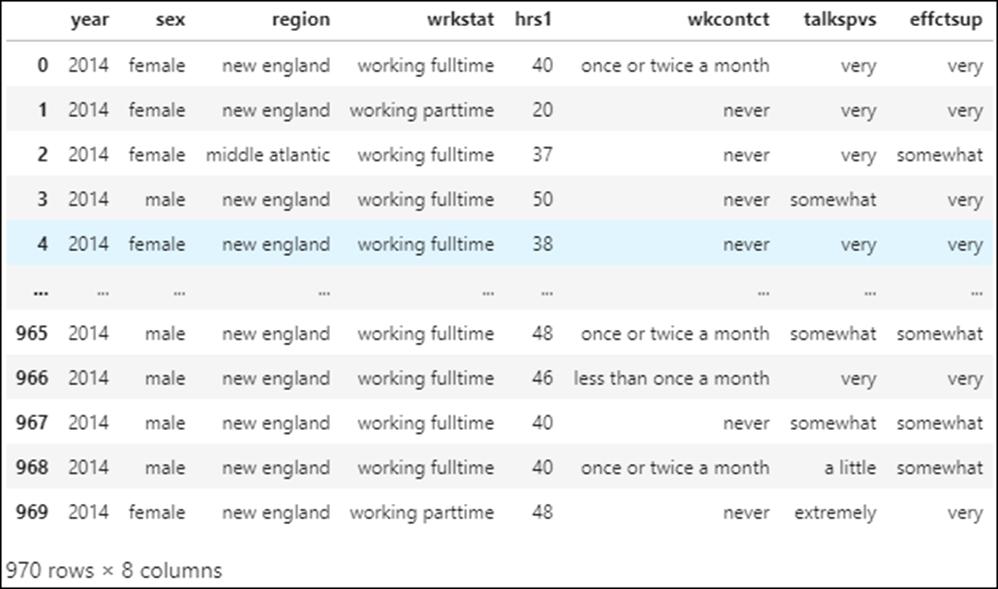 year sex region wrkstat hrs1 wkcontct talkspvs effctsup
0 2014 female new england working fulltime 40 once or twice a month very very
1 2014 female new england working parttime 20 never very very
2 2014 female middle atlantic working fulltime 37 never very somewhat
3 2014 male new england working fulltime 50 never somewhat very
4 2014 female new england working fulltime 38 never very very
... ... ... ... ... ... ... ... ...
965 2014 male new england working fulltime 48 once or twice a month somewhat somewhat
966 2014 male new england working fulltime 46 less than once a month very very
967 2014 male new england working fulltime 40 never somewhat somewhat
968 2014 male new england working fulltime 40 once or twice a month a little somewhat
969 2014 female new england working parttime 48 never extremely very
970 rows × 8 columns